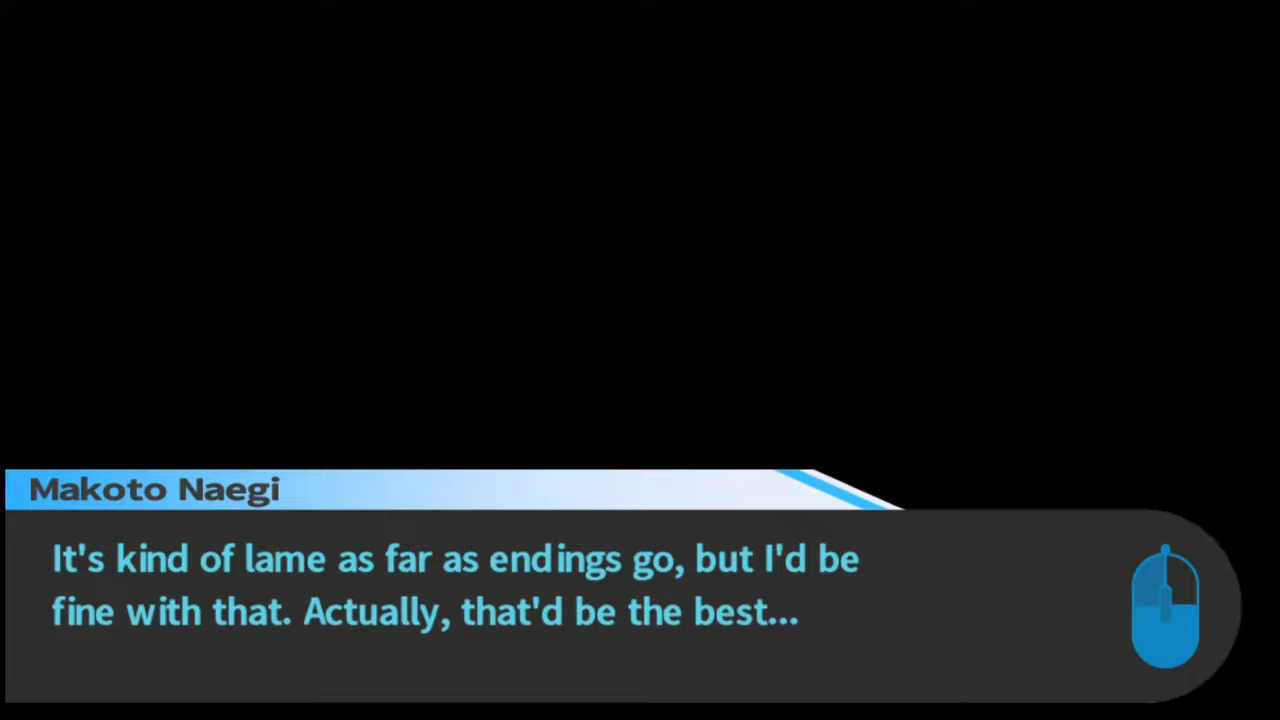 Makoto Naegi
It's kind of lame as far as endings go, but I'd be
fine with that. Actually, that'd be the best...